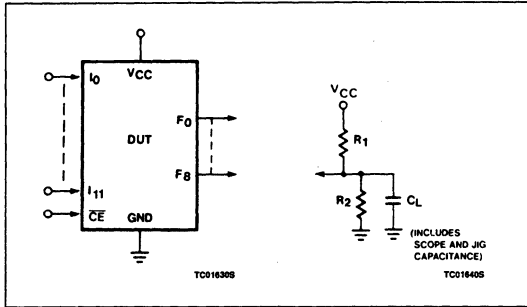 VCC
I0
F0
DUT
F8
I11
CE
GND
TC01630S
VCC
R1
R2
CL
(INCLUDES
SCOPE AND JIG
CAPACITANCE)
TC01640S